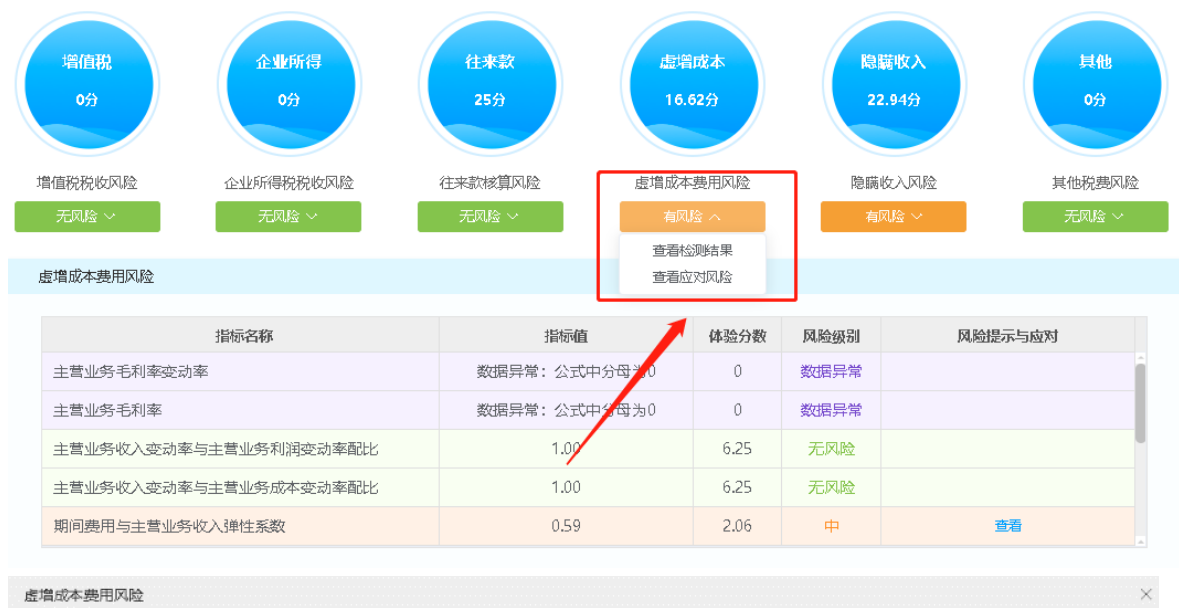 增值税 企业所得 往来款 虚增成本 隐瞒收入 其他
0分 0分 25分 16.62分 22.94分 0分
增值税税收风险 企业所得税税收风险 往来款核算风险 虚增成本费用风险 隐瞒收入风险 其他税费风险
无风险 无风险 无风险 有风险 有风险 无风险
查看检测结果
查看应对风险
虚增成本费用风险
指标名称 指标值 体验分数 风险级别 风险提示与应对
主营业务毛利率变动率 数据异常：公式中分母为0 0 数据异常
主营业务毛利率 数据异常：公式中分母为0 0 数据异常
主营业务收入变动率与主营业务利润变动率配比 1.00 6.25 无风险
主营业务收入变动率与主营业务成本变动率配比 1.00 6.25 无风险
期间费用与主营业务收入弹性系数 0.59 2.06 中 查看
虚增成本费用风险